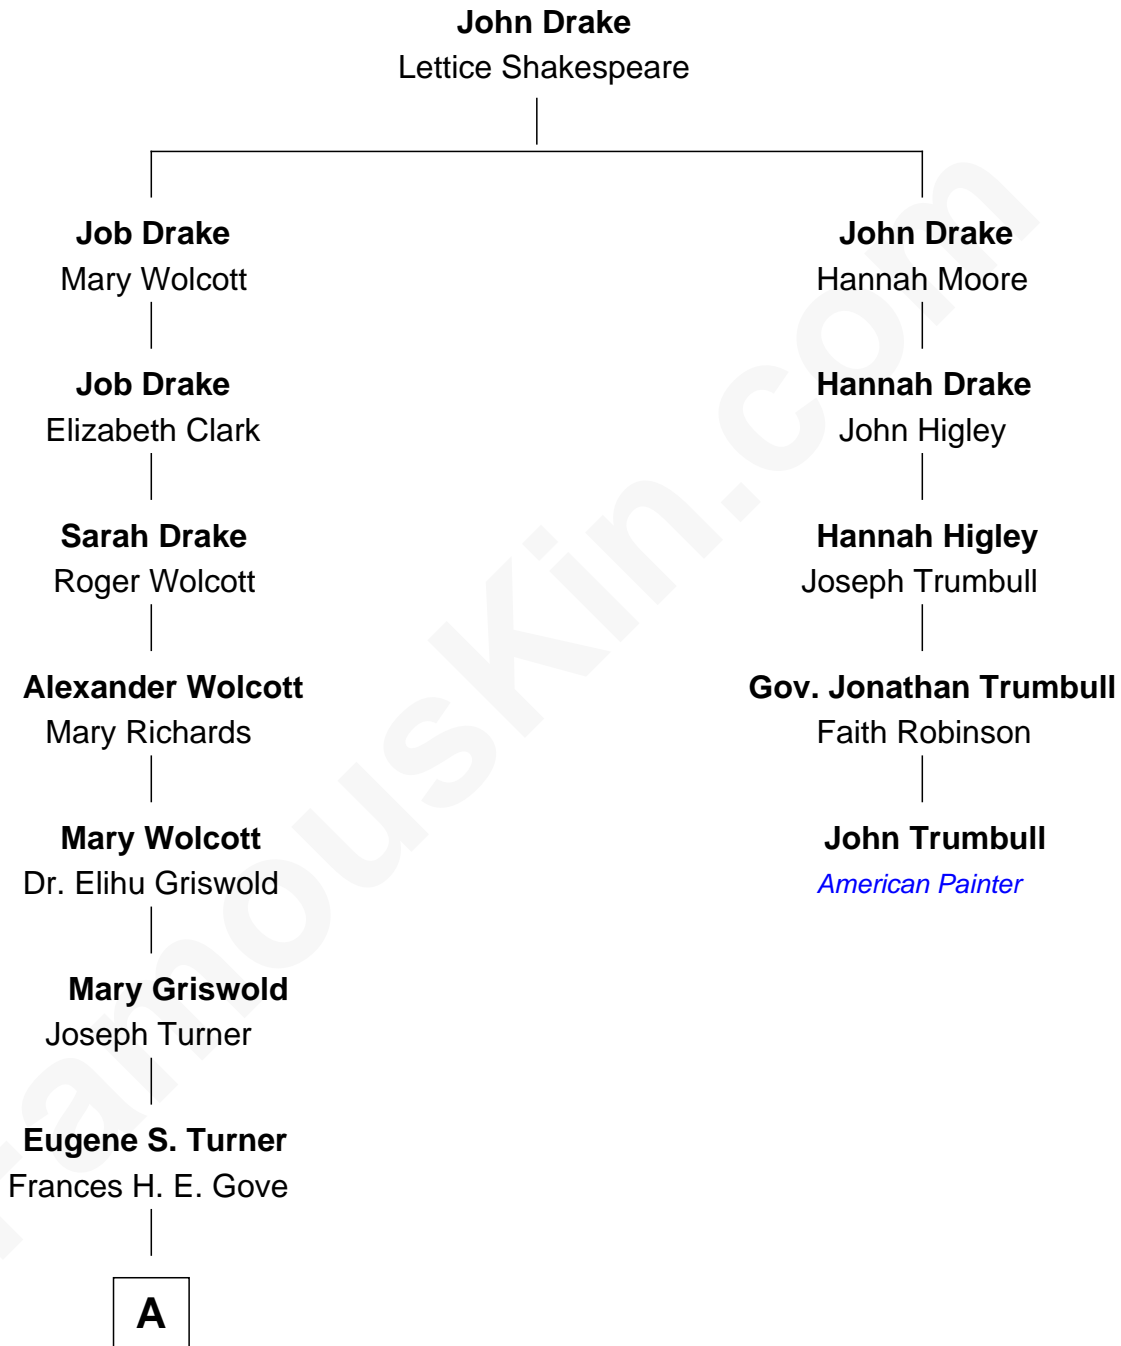 John Drake
Lettice Shakespeare
Job Drake
Mary Wolcott
John Drake
Hannah Moore
Job Drake
Elizabeth Clark
Hannah Drake
John Higley
Sarah Drake
Roger Wolcott
Hannah Higley
Joseph Trumbull
Alexander Wolcott
Mary Richards
Gov. Jonathan Trumbull
Faith Robinson
Mary Wolcott
Dr. Elihu Griswold
John Trumbull
American Painter
Mary Griswold
Joseph Turner
Eugene S. Turner
Frances H. E. Gove
A
FamousKin.com